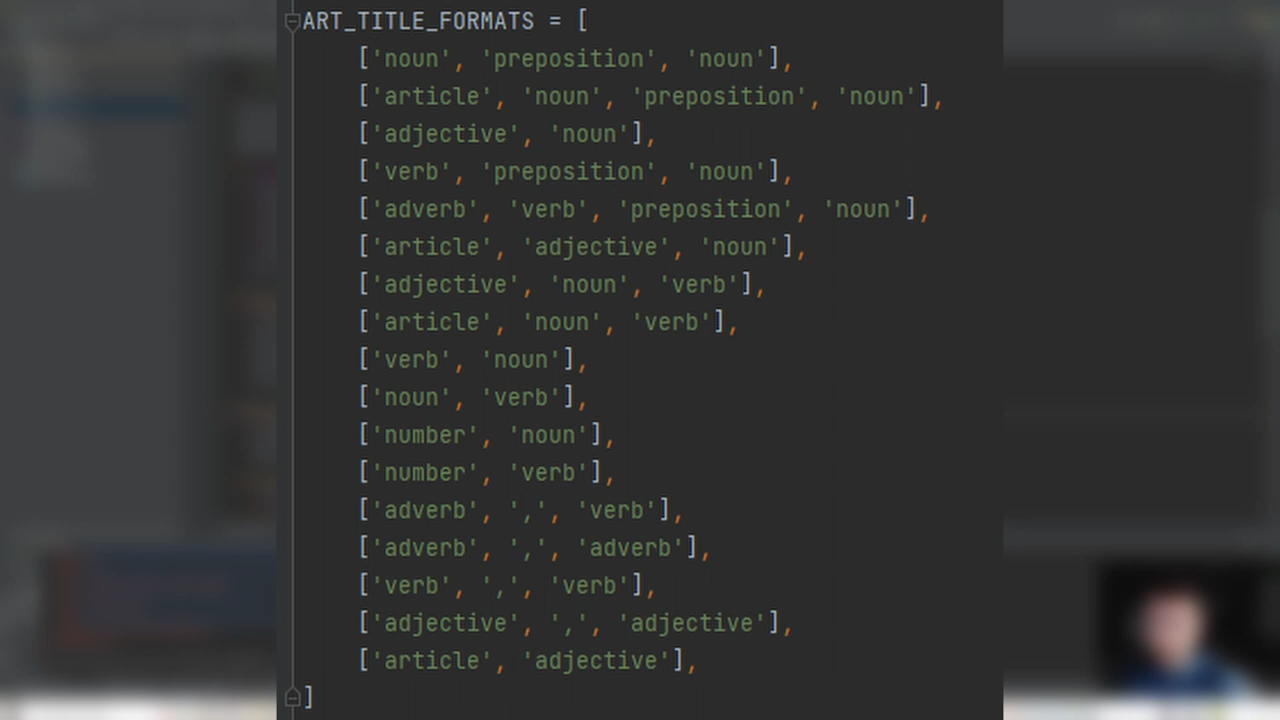 ART_TITLE_FORMATS = [
    ['noun', 'preposition', 'noun'],
    ['article', 'noun', 'preposition', 'noun'],
    ['adjective', 'noun'],
    ['verb', 'preposition', 'noun'],
    ['adverb', 'verb', 'preposition', 'noun'],
    ['article', 'adjective', 'noun'],
    ['adjective', 'noun', 'verb'],
    ['article', 'noun', 'verb'],
    ['verb', 'noun'],
    ['noun', 'verb'],
    ['number', 'noun'],
    ['number', 'verb'],
    ['adverb', ',', 'verb'],
    ['adverb', ',', 'adverb'],
    ['verb', ',', 'verb'],
    ['adjective', ',', 'adjective'],
    ['article', 'adjective'],
]